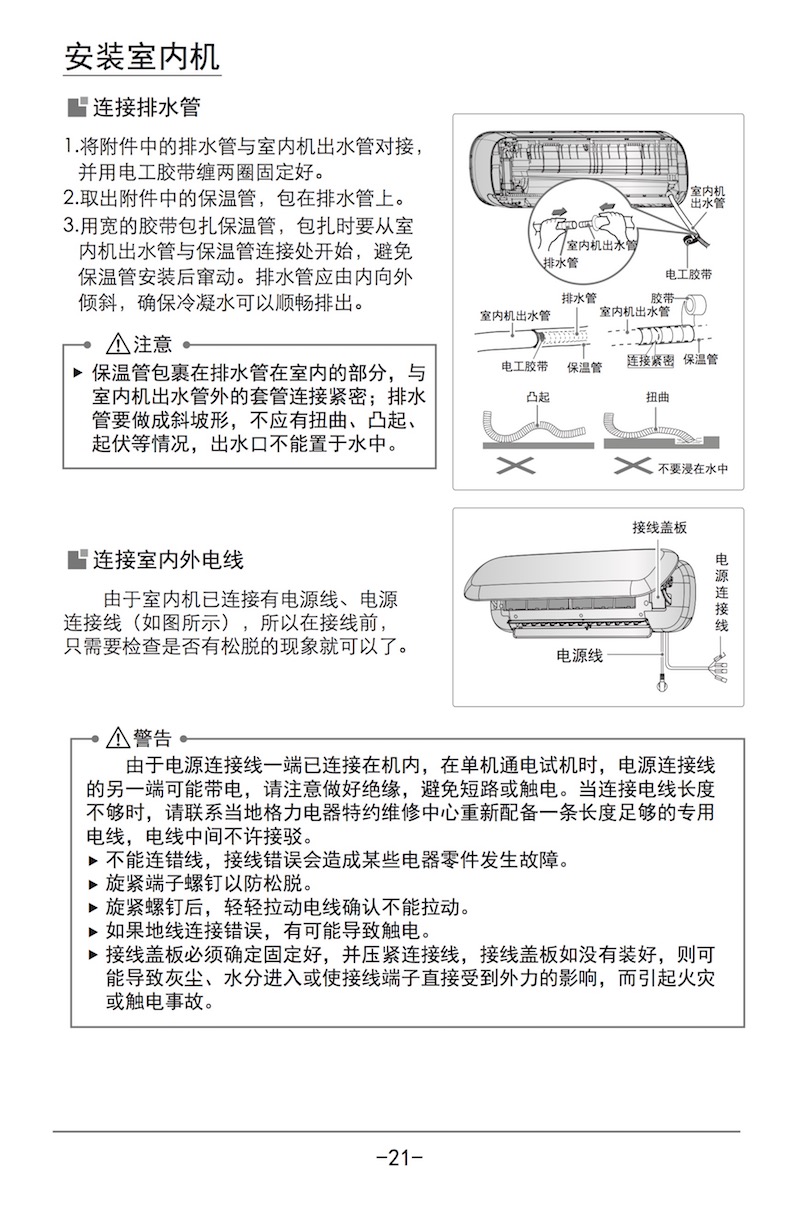 安装室内机
连接排水管
1.将附件中的排水管与室内机出水管对接，
并用电工胶带缠两圈固定好。
2.取出附件中的保温管，包在排水管上。
3.用宽的胶带包扎保温管，包扎时要从室
内机出水管与保温管连接处开始，避免
保温管安装后窜动。排水管应由内向外
倾斜，确保冷凝水可以顺畅排出。
注意
▶ 保温管包裹在排水管在室内的部分，与
室内机出水管外的套管连接紧密；排水
管要做成斜坡形，不应有扭曲、凸起、
起伏等情况，出水口不能置于水中。
室内机
出水管
室内机出水管
排水管
电工胶带
排水管
胶带
室内机出水管
室内机出水管
电工胶带
保温管
连接紧密
保温管
凸起
扭曲
不要浸在水中
连接室内外电线
由于室内机已连接有电源线、电源
连接线（如图所示），所以在接线前，
只需要检查是否有松脱的现象就可以了。
接线盖板
电源连接线
电源线
警告
由于电源连接线一端已连接在机内，在单机通电试机时，电源连接线
的另一端可能带电，请注意做好绝缘，避免短路或触电。当连接电线长度
不够时，请联系当地格力电器特约维修中心重新配备一条长度足够的专用
电线，电线中间不许接驳。
▶ 不能连错线，接线错误会造成某些电器零件发生故障。
▶ 旋紧端子螺钉以防松脱。
▶ 旋紧螺钉后，轻轻拉动电线确认不能拉动。
▶ 如果地线连接错误，有可能导致触电。
▶ 接线盖板必须确定固定好，并压紧连接线，接线盖板如没有装好，则可
能导致灰尘、水分进入或使接线端子直接受到外力的影响，而引起火灾
或触电事故。
-21-